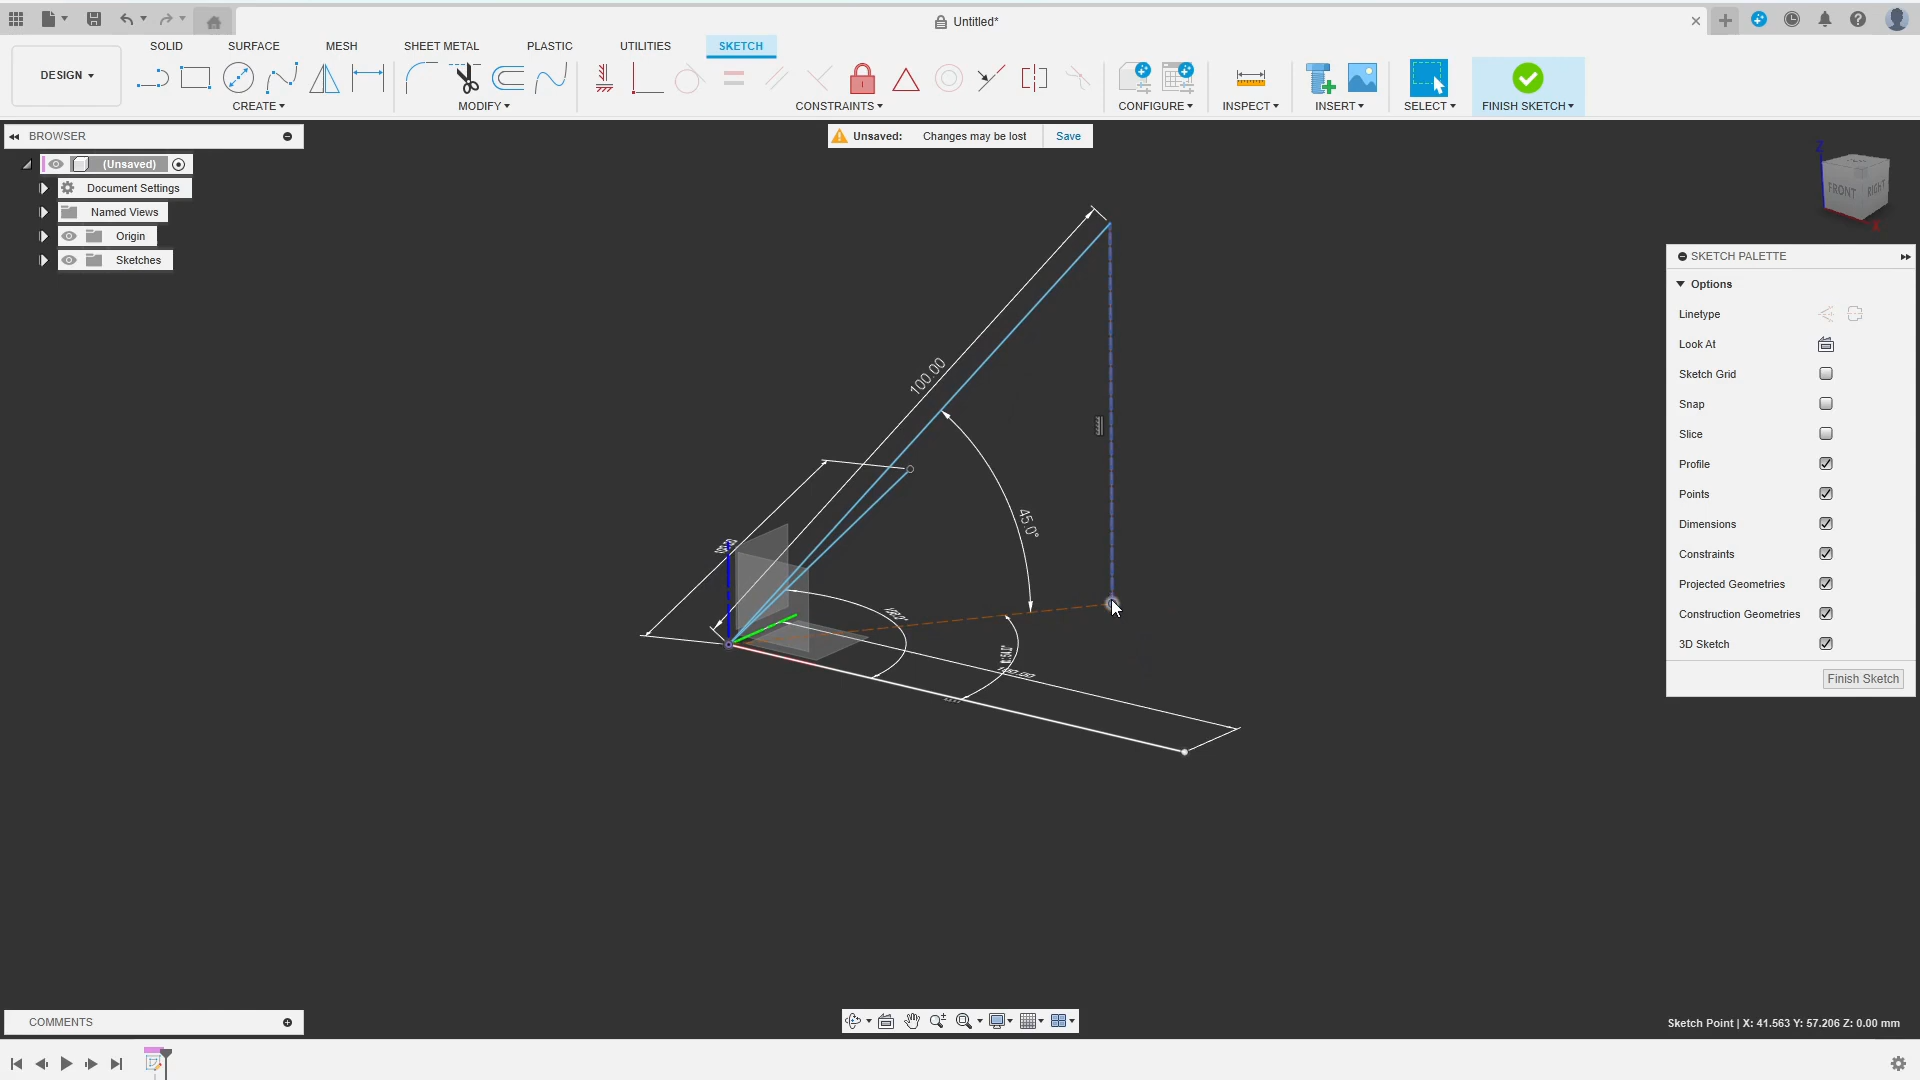 Untitled*
SOLID
SURFACE
MESH
SHEET METAL
PLASTIC
UTILITIES
SKETCH
DESIGN
CREATE
MODIFY
CONSTRAINTS
CONFIGURE
INSPECT
INSERT
SELECT
FINISH SKETCH
BROWSER
Unsaved: Changes may be lost Save
(Unsaved)
Document Settings
Named Views
Origin
Sketches
Z
FRONT
RIGHT
X
SKETCH PALETTE
Options
Linetype
Look At
Sketch Grid
Snap
Slice
Profile
Points
Dimensions
Constraints
Projected Geometries
Construction Geometries
3D Sketch
Finish Sketch
100.00
45.0°
COMMENTS
Sketch Point | X: 41.563 Y: 57.206 Z: 0.00 mm